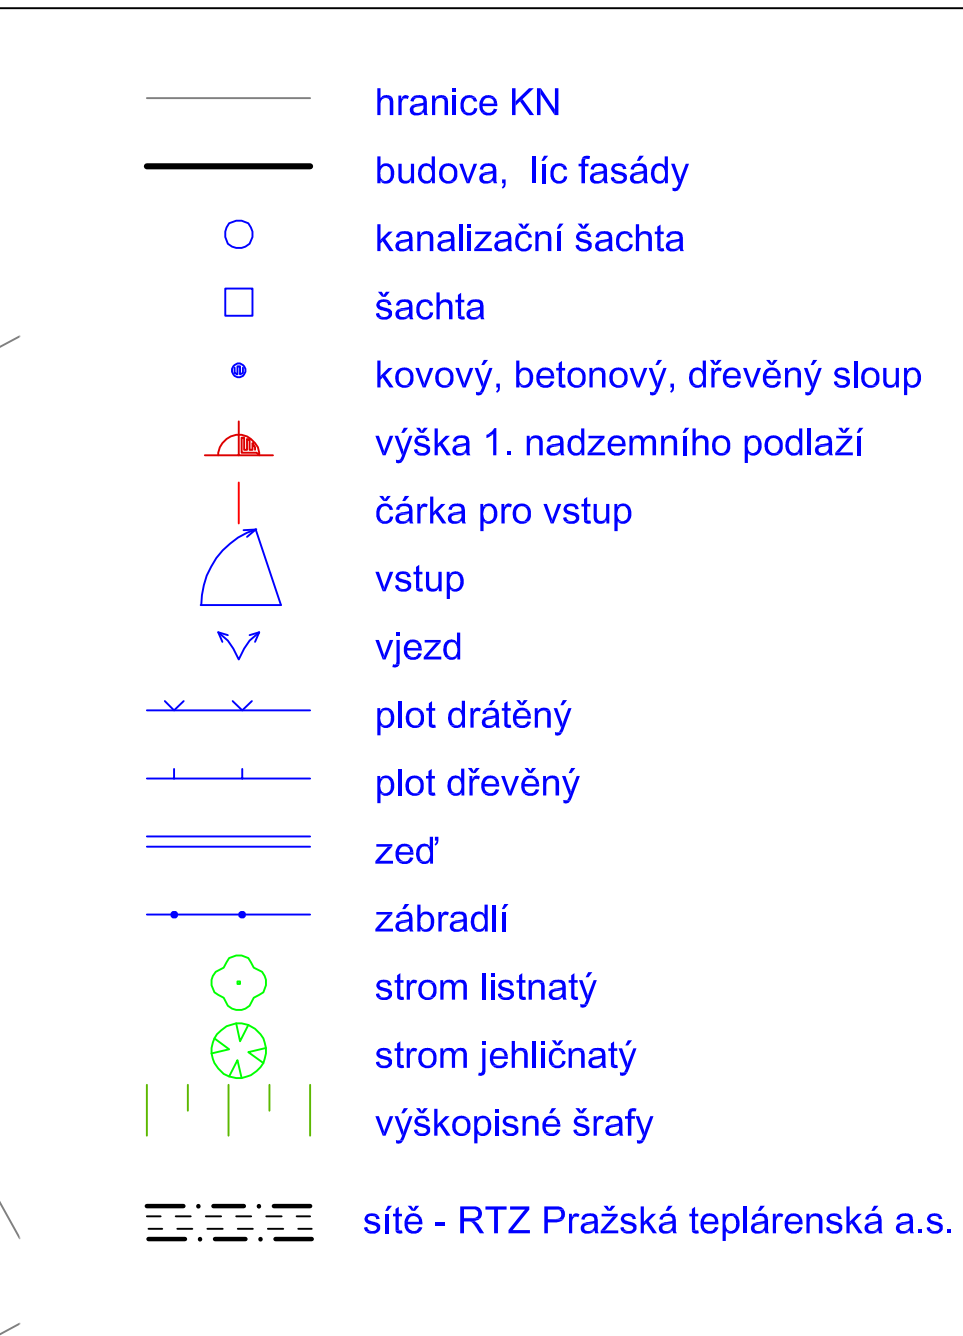 hranice KN
budova, líc fasády
kanalizační šachta
šachta
kovový, betonový, dřevěný sloup
výška 1. nadzemního podlaží
čárka pro vstup
vstup
vjezd
plot drátěný
plot dřevěný
zeď
zábradlí
strom listnatý
strom jehličnatý
výškopisné šrafy
sítě - RTZ Pražská teplárenská a.s.